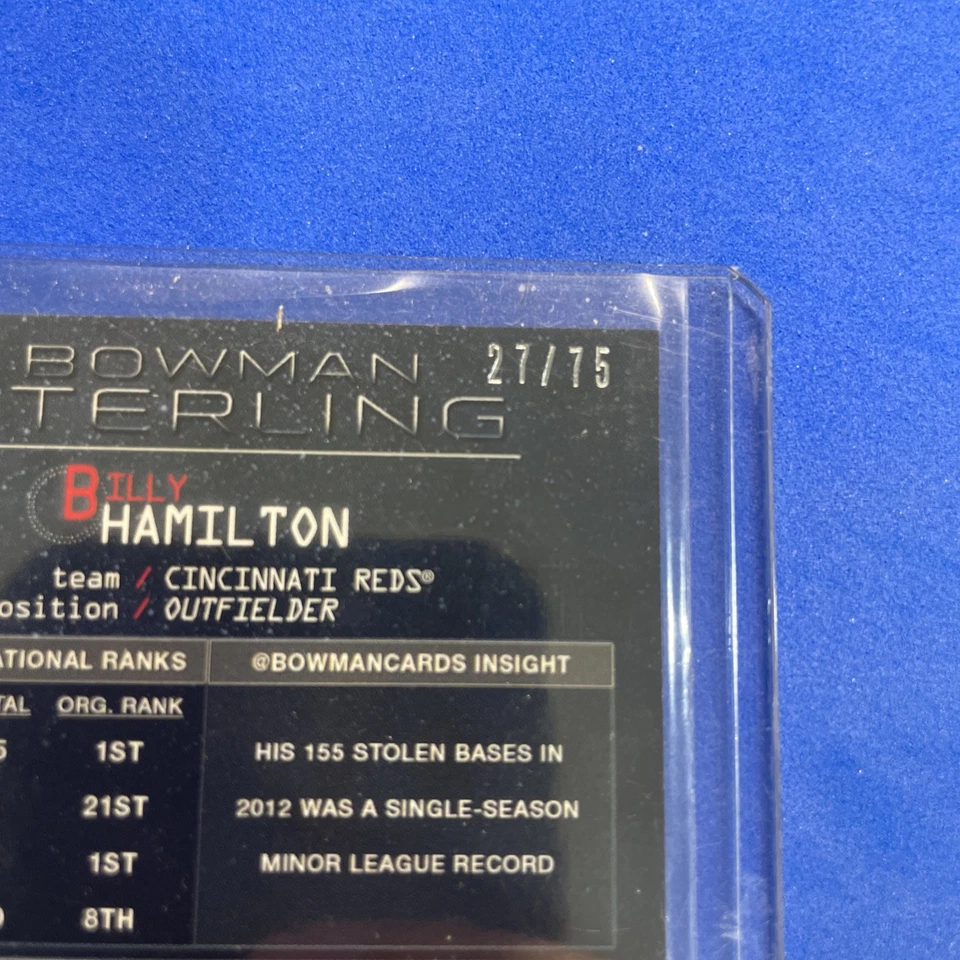 BOWMAN 27/75
TERLING
BILLY
HAMILTON
team / CINCINNATI REDS®
osition / OUTFIELDER
ATIONAL RANKS @BOWMANCARDS INSIGHT
TAL ORG. RANK
1ST HIS 155 STOLEN BASES IN
21ST 2012 WAS A SINGLE-SEASON
1ST MINOR LEAGUE RECORD
8TH